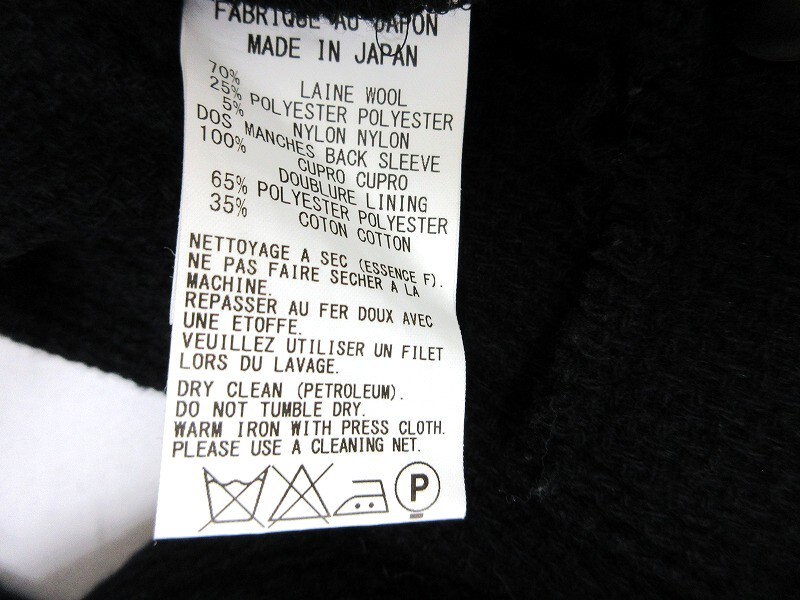 FABRIQUE AU JAPON
MADE IN JAPAN
70% LAINE WOOL
25% POLYESTER POLYESTER
5% NYLON NYLON
DOS MANCHES BACK SLEEVE
100% CUPRO CUPRO
DOUBLURE LINING
65% POLYESTER POLYESTER
35% COTON COTTON
NETTOYAGE A SEC (ESSENCE F).
NE PAS FAIRE SECHER A LA
MACHINE.
REPASSER AU FER DOUX AVEC
UNE ETOFFE.
VEUILLEZ UTILISER UN FILET
LORS DU LAVAGE.
DRY CLEAN (PETROLEUM).
DO NOT TUMBLE DRY.
WARM IRON WITH PRESS CLOTH.
PLEASE USE A CLEANING NET.
P